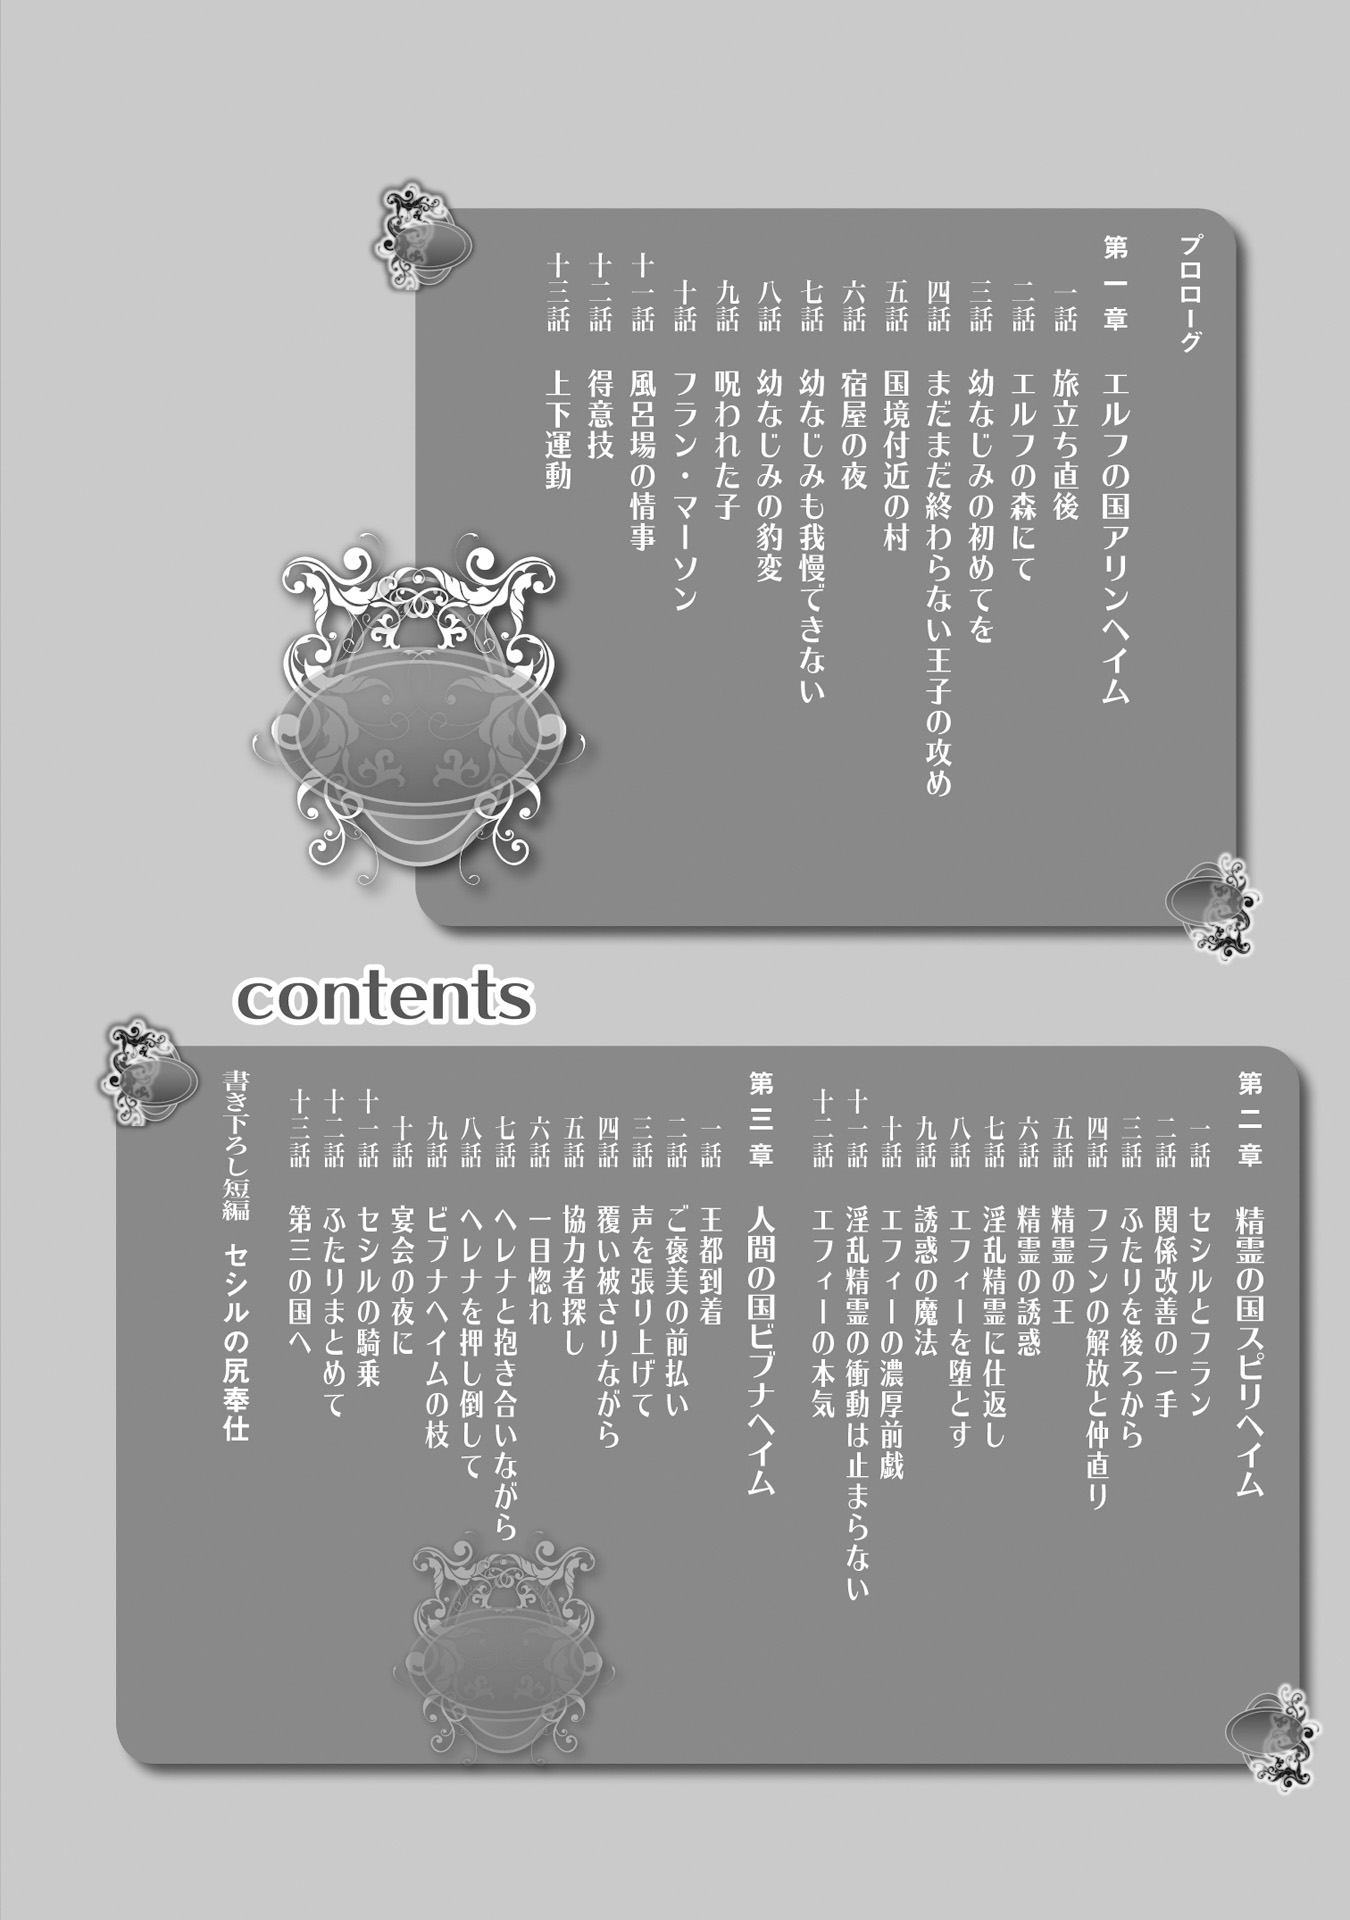 プロローグ
第一章 エルフの国アリンヘイム
一話 旅立ち直後
二話 エルフの森にて
三話 幼なじみの初めてを
四話 まだまだ終わらない王子の攻め
五話 国境付近の村
六話 宿屋の夜
七話 幼なじみも我慢できない
八話 幼なじみの豹変
九話 呪われた子
十話 フラン・マーソン
十一話 風呂場の情事
十二話 得意技
十三話 上下運動
contents
第二章 精霊の国スピリヘイム
一話 セシルとフラン
二話 関係改善の一手
三話 ふたりを後ろから
四話 フランの解放と仲直り
五話 精霊の王
六話 精霊の誘惑
七話 淫乱精霊に仕返し
八話 エフィーを堕とす
九話 誘惑の魔法
十話 エフィーの濃厚前戯
十一話 淫乱精霊の衝動は止まらない
十二話 エフィーの本気
第三章 人間の国ビブナヘイム
一話 王都到着
二話 ご褒美の前払い
三話 声を張り上げて
四話 覆い被さりながら
五話 協力者探し
六話 一目惚れ
七話 ヘレナと抱き合いながら
八話 ヘレナを押し倒して
九話 ビブナヘイムの枝
十話 宴会の夜に
十一話 セシルの騎乗
十二話 ふたりまとめて
十三話 第三の国へ
書き下ろし短編 セシルの尻奉仕